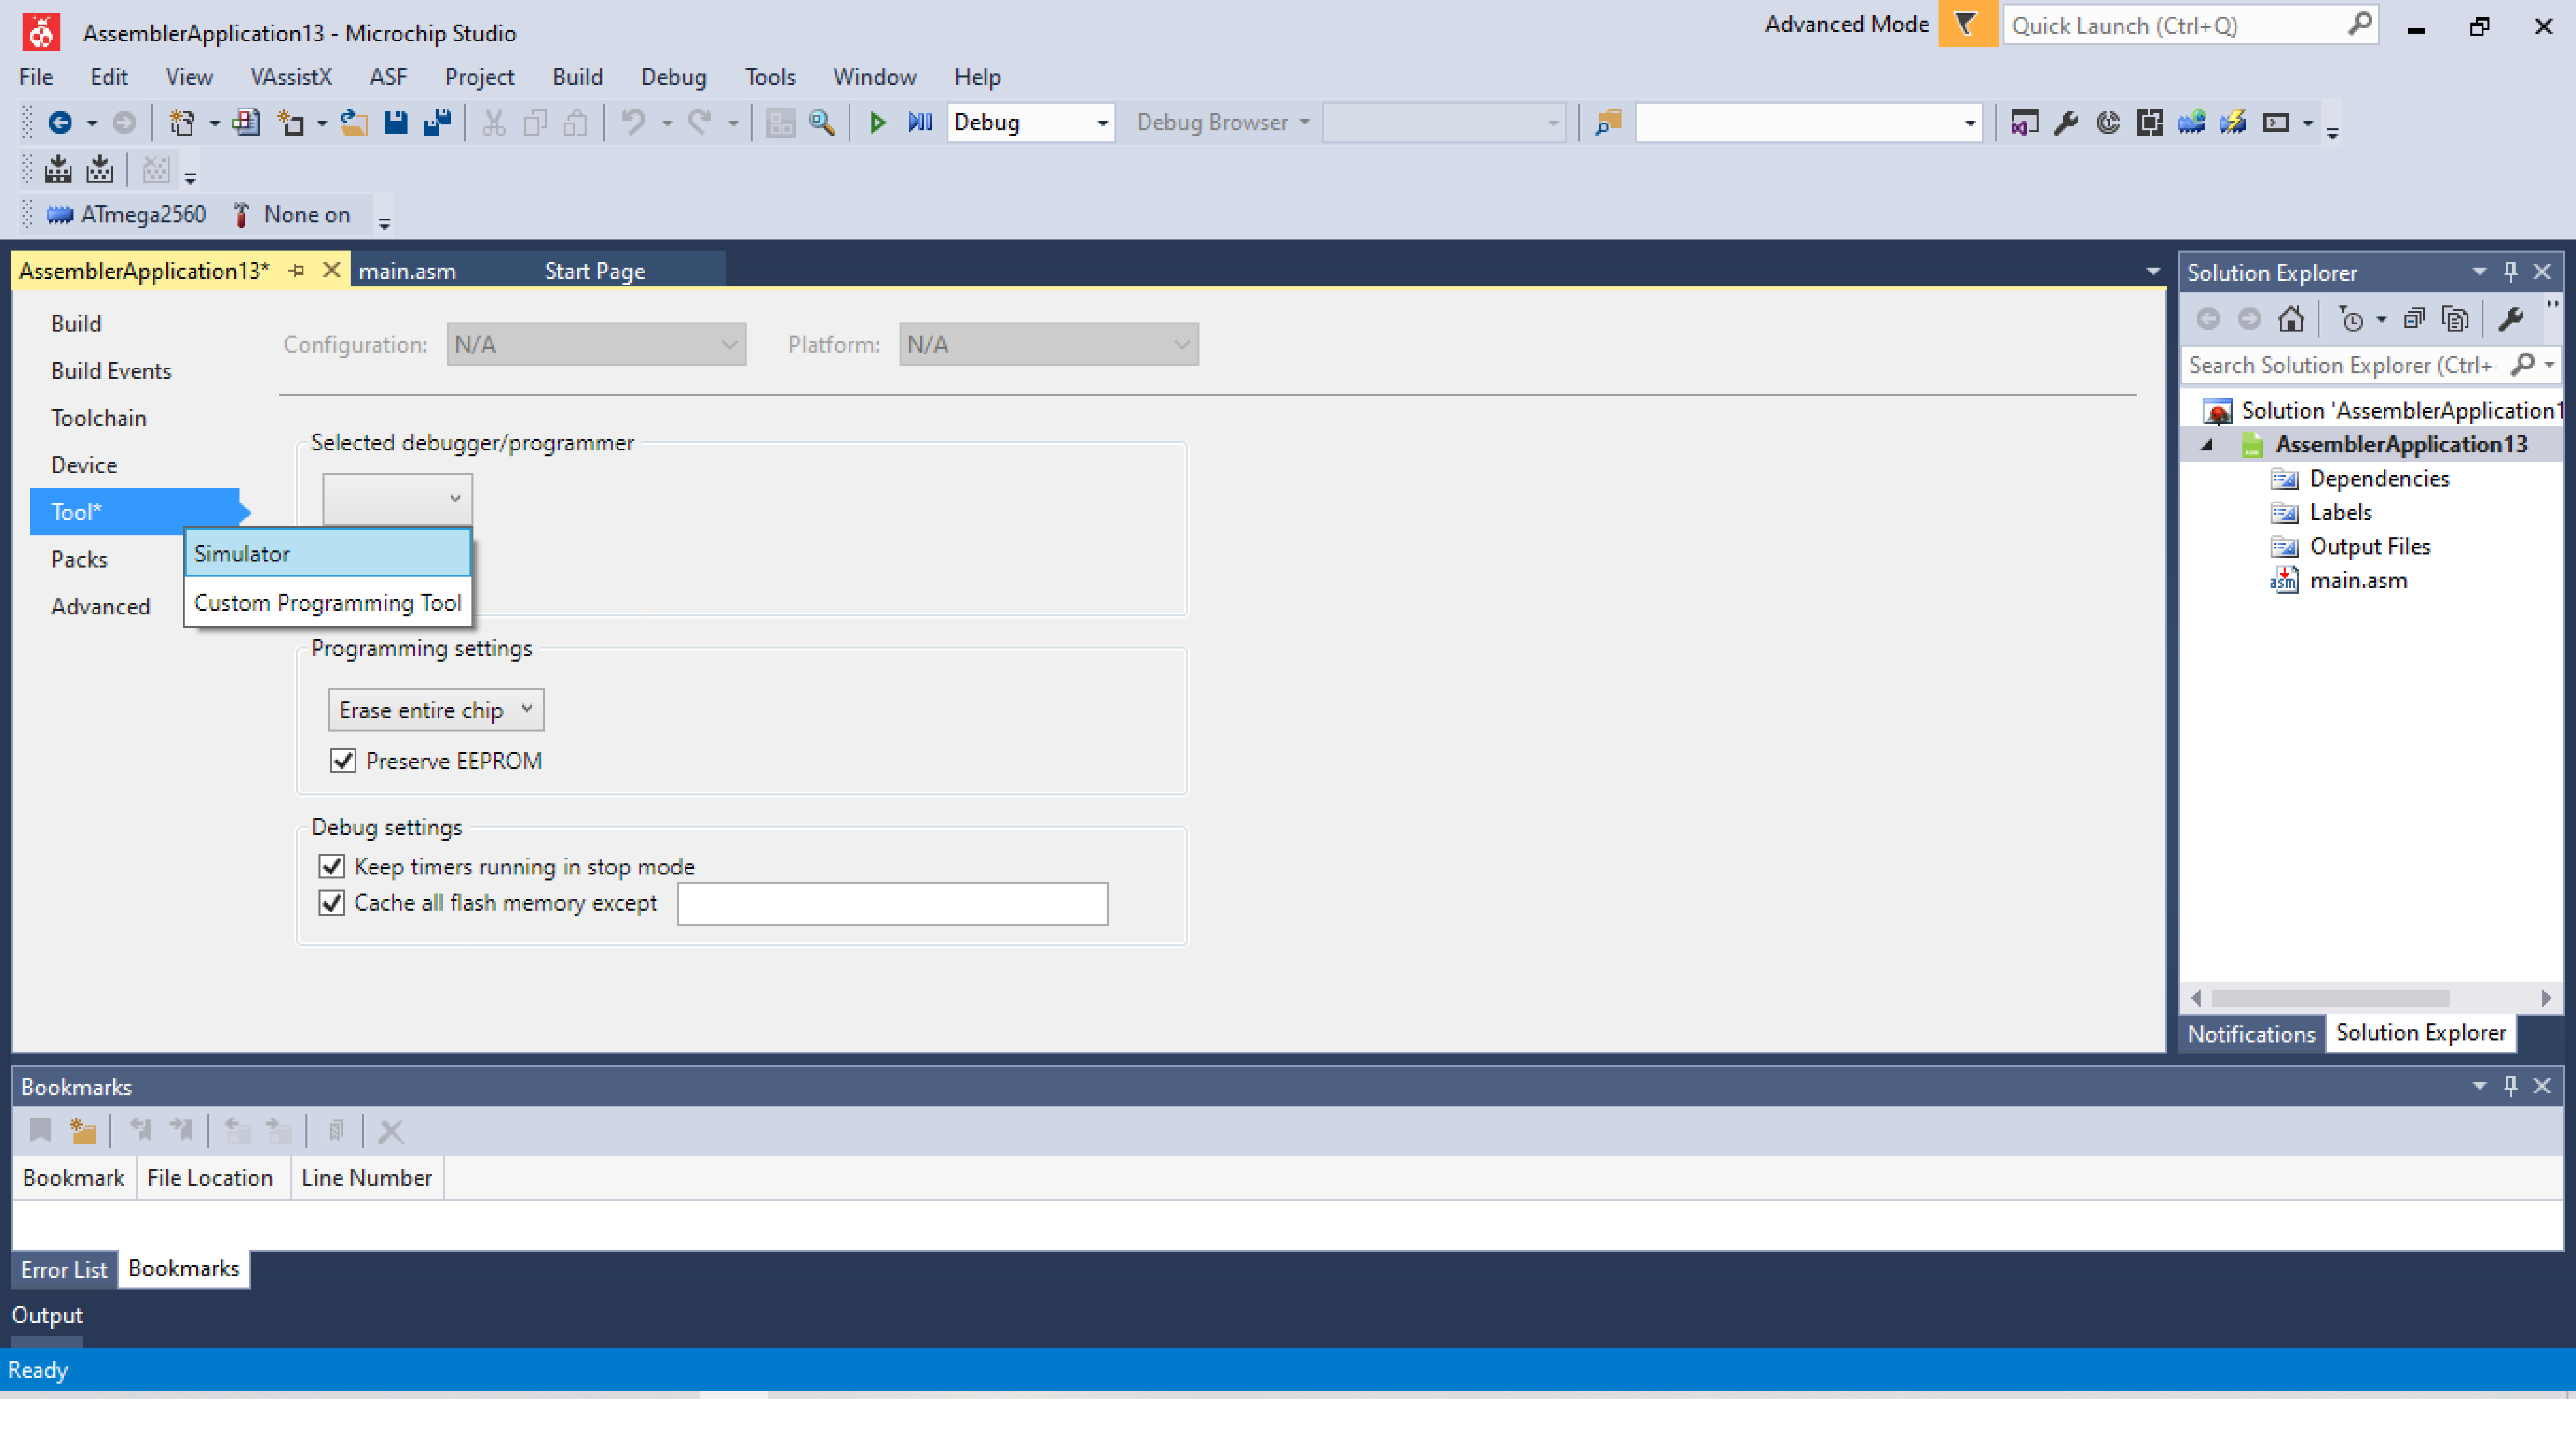 AssemblerApplication13 - Microchip Studio
Advanced Mode
Quick Launch (Ctrl+Q)
File Edit View VAssistX ASF Project Build Debug Tools Window Help
Debug
Debug Browser
ATmega2560
None on
AssemblerApplication13*
main.asm
Start Page
Build
Build Events
Toolchain
Device
Tool*
Packs
Advanced
Configuration: N/A Platform: N/A
Selected debugger/programmer
Simulator
Custom Programming Tool
Programming settings
Erase entire chip
Preserve EEPROM
Debug settings
Keep timers running in stop mode
Cache all flash memory except
Solution Explorer
Search Solution Explorer (Ctrl+
Solution 'AssemblerApplication1
AssemblerApplication13
Dependencies
Labels
Output Files
asm main.asm
Notifications
Solution Explorer
Bookmarks
Bookmark File Location Line Number
Error List
Bookmarks
Output
Ready